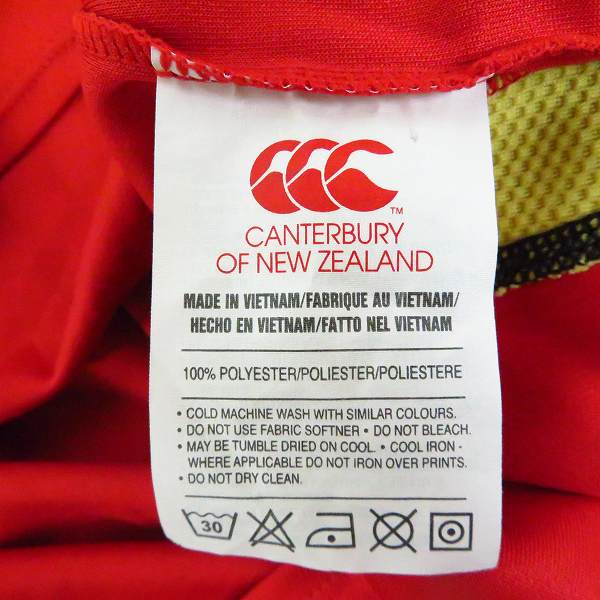 TM
CANTERBURY
OF NEW ZEALAND
MADE IN VIETNAM/FABRIQUE AU VIETNAM/
HECHO EN VIETNAM/FATTO NEL VIETNAM
100% POLYESTER/POLIESTER/POLIESTERE
• COLD MACHINE WASH WITH SIMILAR COLOURS.
• DO NOT USE FABRIC SOFTNER • DO NOT BLEACH.
• MAY BE TUMBLE DRIED ON COOL. • COOL IRON -
WHERE APPLICABLE DO NOT IRON OVER PRINTS.
• DO NOT DRY CLEAN.
30